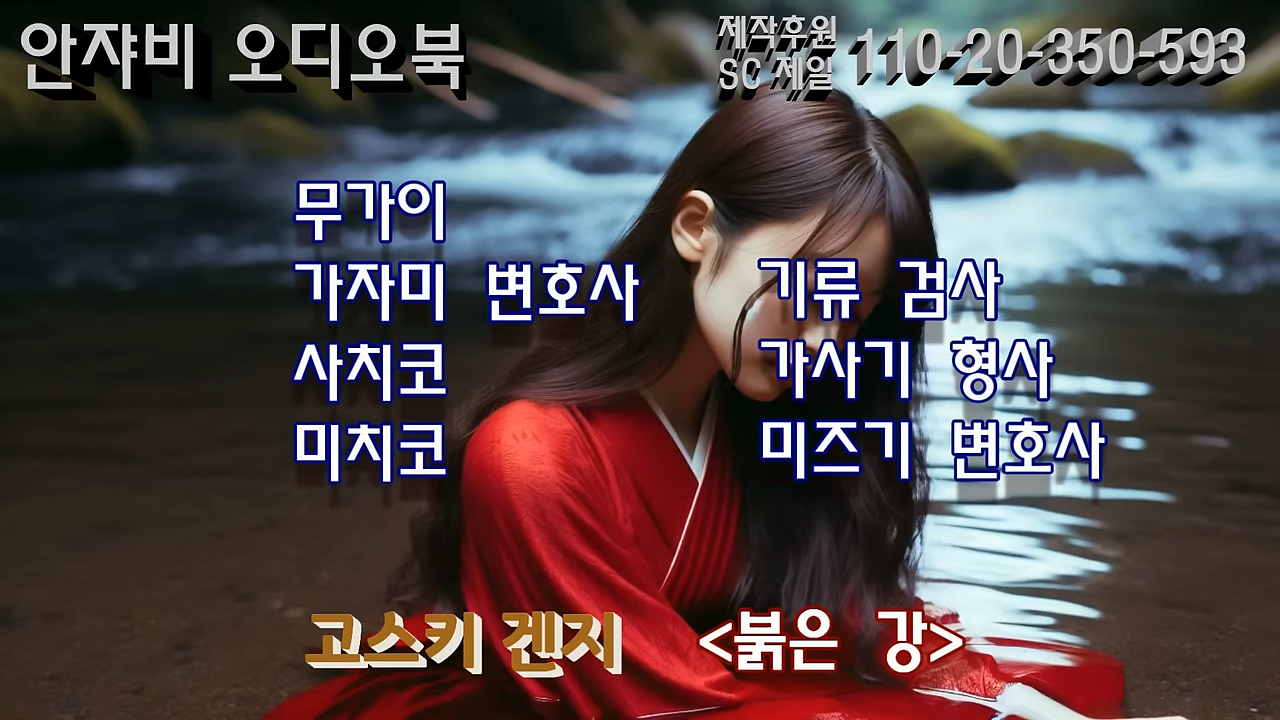 안쟈비 오디오북
제작후원
SC 제일
110-20-350-593
무가이
가자미 변호사
기류 검사
사치코
가사기 형사
미치코
미즈기 변호사
고스키 겐지 <붉은 강>